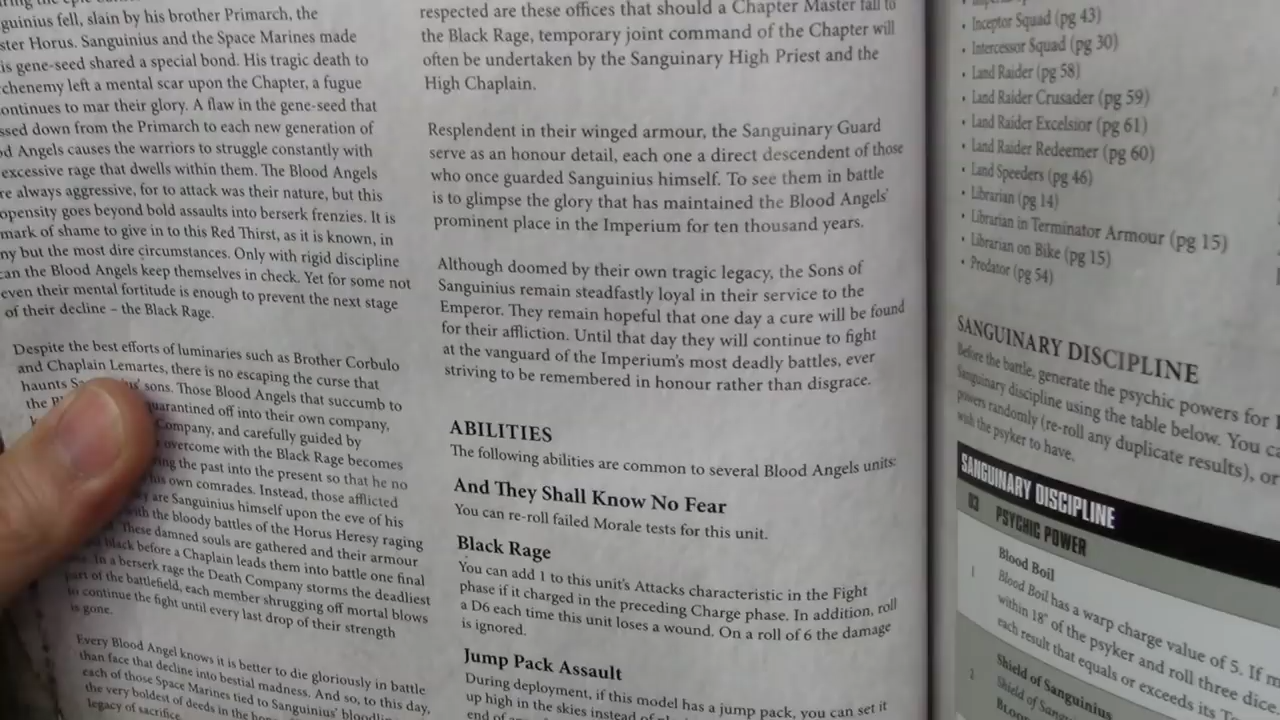 guinius fell, slain by his brother Primarch, the
ster Horus. Sanguinius and the Space Marines made
is gene-seed shared a special bond. His tragic death to
chenemy left a mental scar upon the Chapter, a fugue
ontinues to mar their glory. A flaw in the gene-seed that
ssed down from the Primarch to each new generation of
d Angels causes the warriors to struggle constantly with
excessive rage that dwells within them. The Blood Angels
re always aggressive, for to attack was their nature, but this
opensity goes beyond bold assaults into berserk frenzies. It is
mark of shame to give in to this Red Thirst, as it is known, in
ny but the most dire circumstances. Only with rigid discipline
can the Blood Angels keep themselves in check. Yet for some not
even their mental fortitude is enough to prevent the next stage
of their decline – the Black Rage.
Despite the best efforts of luminaries such as Brother Corbulo
and Chaplain Lemartes, there is no escaping the curse that
haunts sons. Those Blood Angels that succumb to
the uarantined off into their own company,
Company, and carefully guided by
overcome with the Black Rage becomes
ing the past into the present so that he no
his own comrades. Instead, those afflicted
are Sanguinius himself upon the eve of his
with the bloody battles of the Horus Heresy raging
These damned souls are gathered and their armour
black before a Chaplain leads them into battle one final
In a berserk rage the Death Company storms the deadliest
part of the battlefield, each member shrugging off mortal blows
to continue the fight until every last drop of their strength
is gone.
Every Blood Angel knows it is better to die gloriously in battle
than face that decline into bestial madness. And so, to this day,
each of those Space Marines tied to Sanguinius' bloodli
the very boldest of deeds in the
legacy of sacrifice.
respected are these offices that should a Chapter Master fall to
the Black Rage, temporary joint command of the Chapter will
often be undertaken by the Sanguinary High Priest and the
High Chaplain.
Resplendent in their winged armour, the Sanguinary Guard
serve as an honour detail, each one a direct descendent of those
who once guarded Sanguinius himself. To see them in battle
is to glimpse the glory that has maintained the Blood Angels'
prominent place in the Imperium for ten thousand years.
Although doomed by their own tragic legacy, the Sons of
Sanguinius remain steadfastly loyal in their service to the
Emperor. They remain hopeful that one day a cure will be found
for their affliction. Until that day they will continue to fight
at the vanguard of the Imperium's most deadly battles, ever
striving to be remembered in honour rather than disgrace.
ABILITIES
The following abilities are common to several Blood Angels units:
And They Shall Know No Fear
You can re-roll failed Morale tests for this unit.
Black Rage
You can add 1 to this unit's Attacks characteristic in the Fight
phase if it charged in the preceding Charge phase. In addition, roll
a D6 each time this unit loses a wound. On a roll of 6 the damage
is ignored.
Jump Pack Assault
During deployment, if this model has a jump pack, you can set it
up high in the skies instead of
end of
• Inceptor Squad (pg 43)
• Intercessor Squad (pg 30)
• Land Raider (pg 58)
• Land Raider Crusader (pg 59)
• Land Raider Excelsior (pg 61)
• Land Raider Redeemer (pg 60)
• Land Speeders (pg 46)
• Librarian (pg 14)
• Librarian in Terminator Armour (pg 15)
• Librarian on Bike (pg 15)
• Predator (pg 54)
SANGUINARY DISCIPLINE
Before the battle, generate the psychic powers for
Sanguinary discipline using the table below. You ca
powers randomly (re-roll any duplicate results), or
wish the psyker to have.
SANGUINARY DISCIPLINE
D3 PSYCHIC POWER
1 Blood Boil
Blood Boil has a warp charge value of 5. If m
within 18" of the psyker and roll three dice
each result that equals or exceeds its T
2 Shield of Sanguinius
Shield of Sang